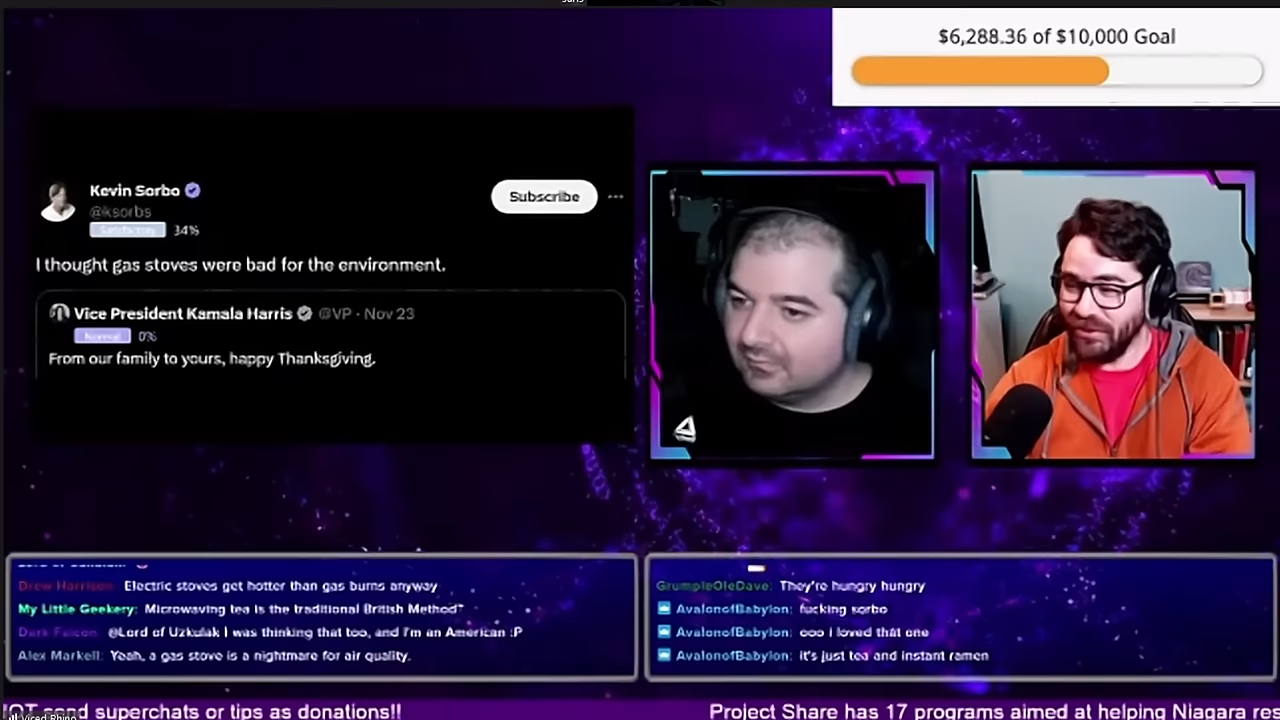 $6,288.36 of $10,000 Goal
Kevin Sorbo
@ksorbs
Subscribe
Satisfactory 34%
I thought gas stoves were bad for the environment.
Vice President Kamala Harris @VP · Nov 23
Normal 0%
From our family to yours, happy Thanksgiving.
Drew Harrison: Electric stoves get hotter than gas burns anyway
My Little Geekery: Microwaving tea is the traditional British Method"
Dark Falcon: @Lord of Uzkulak I was thinking that too, and I'm an American :P
Alex Markell: Yeah, a gas stove is a nightmare for air quality.
GrumpleOleDave: They're hungry hungry
AvalonofBabylon: fucking sorbo
AvalonofBabylon: ooo i loved that one
AvalonofBabylon: it's just tea and instant ramen
OT send superchats or tips as donations!!
Project Share has 17 programs aimed at helping Niagara res
Viced Rhino